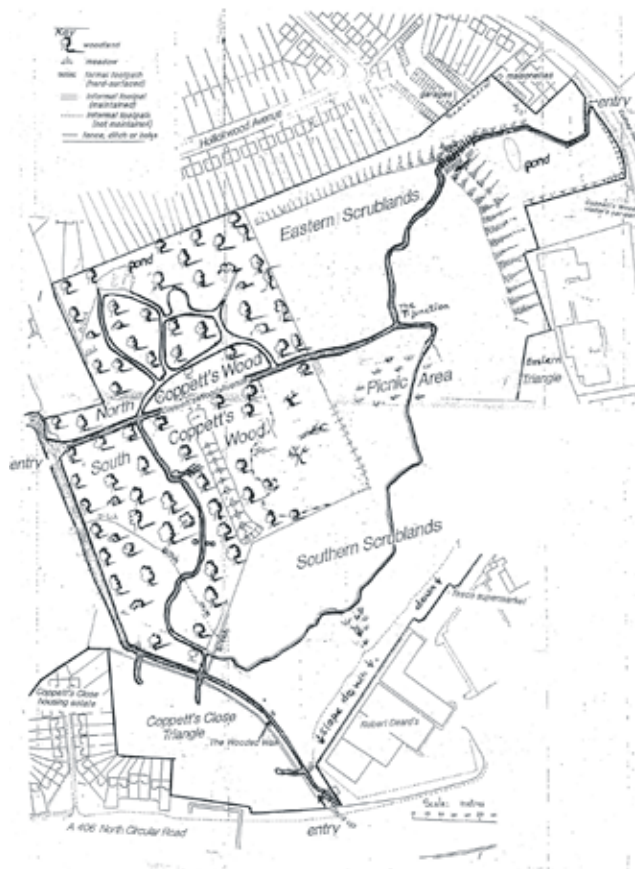 Key
woodland
meadow
formal footpath
(hard-surfaced)
informal footpath
(maintained)
informal footpath
(not maintained)
fence, ditch or hedge
Hollickwood Avenue
garages
maisonettes
entry
pond
Eastern Scrublands
pond
The
junction
Eastern
Triangle
Picnic Area
North Coppett's Wood
entry
South Coppett's
Wood
Southern Scrublands
Tesco supermarket
Coppett's Close
housing estate
Coppett's Close
Triangle
The Wooded Walk
Robert Deard's
A 406 North Circular Road
entry
Scale: metres